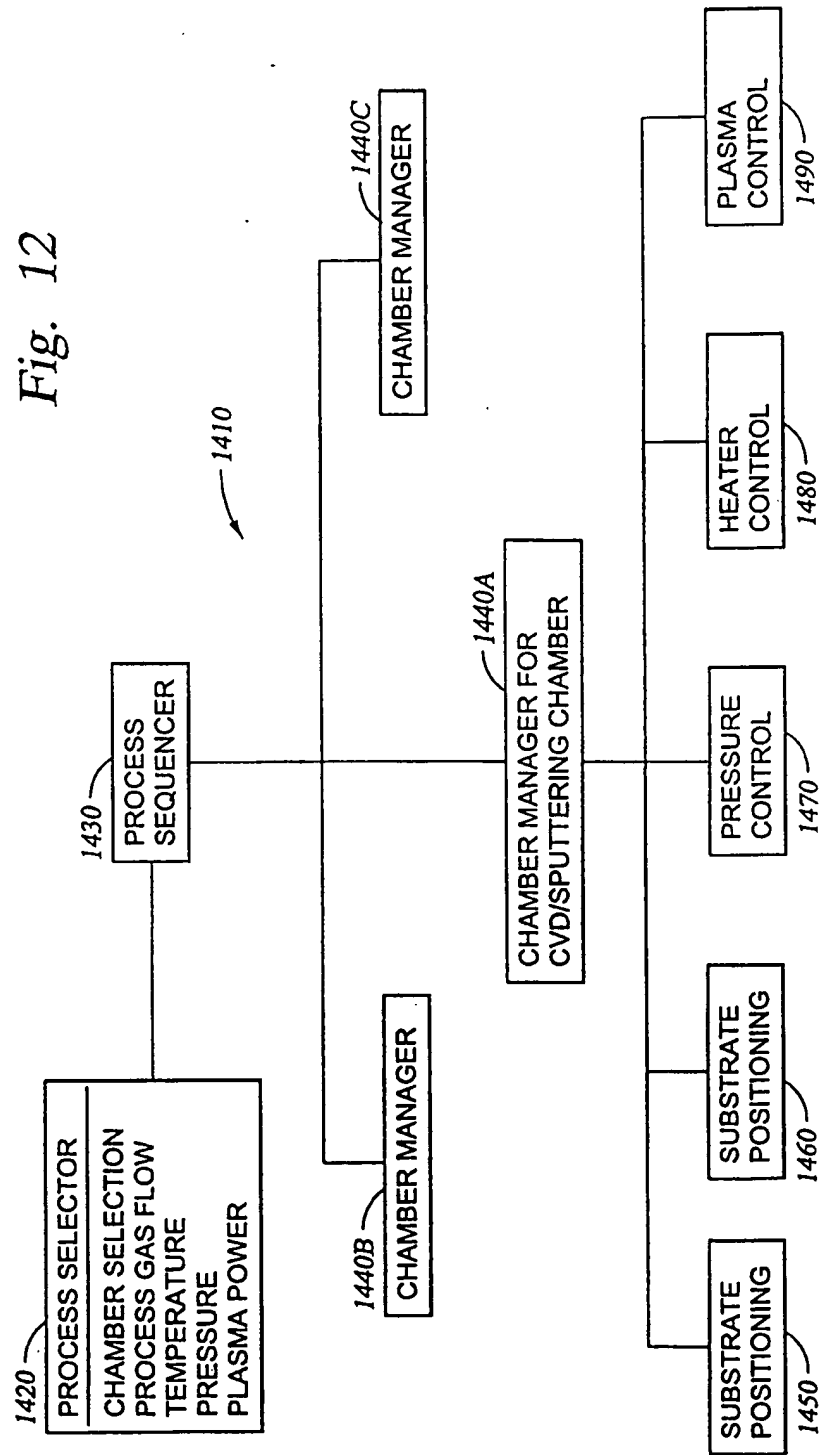 Fig. 12
1420
PROCESS SELECTOR
CHAMBER SELECTION
PROCESS GAS FLOW
TEMPERATURE
PRESSURE
PLASMA POWER
1430
PROCESS
SEQUENCER
1410
1440B
CHAMBER MANAGER
1440C
CHAMBER MANAGER
1440A
CHAMBER MANAGER FOR
CVD/SPUTTERING CHAMBER
SUBSTRATE
POSITIONING
1450
SUBSTRATE
POSITIONING
1460
PRESSURE
CONTROL
1470
HEATER
CONTROL
1480
PLASMA
CONTROL
1490